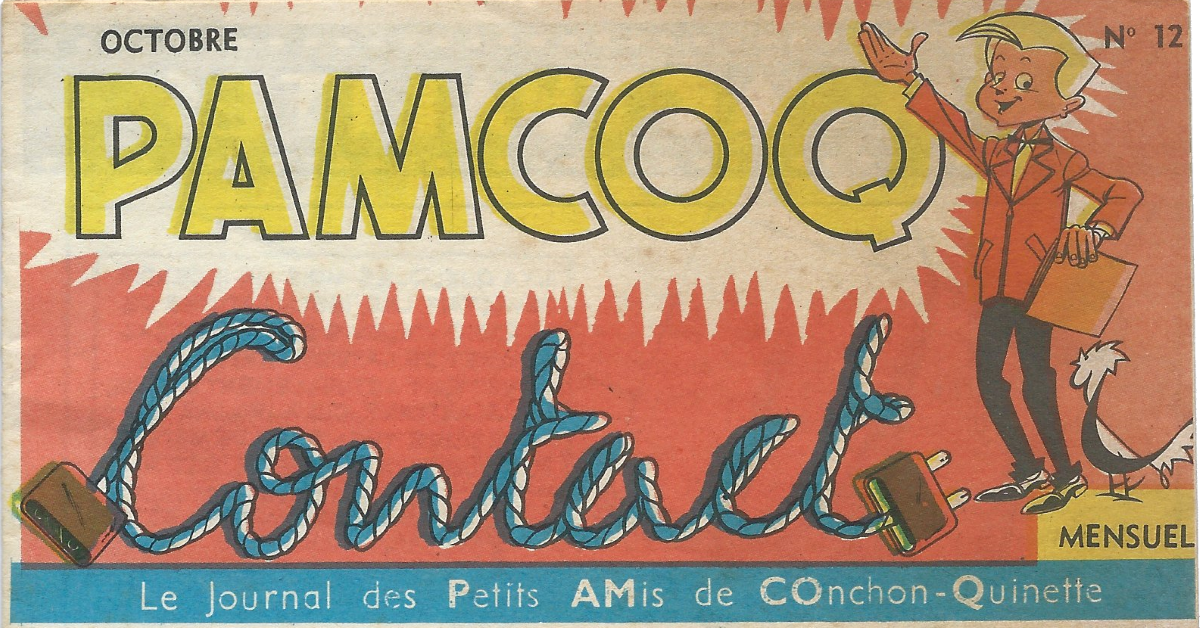 OCTOBRE
N° 12
PAMCOQ
Contact
MENSUEL
Le Journal des Petits AMis de COnchon-Quinette